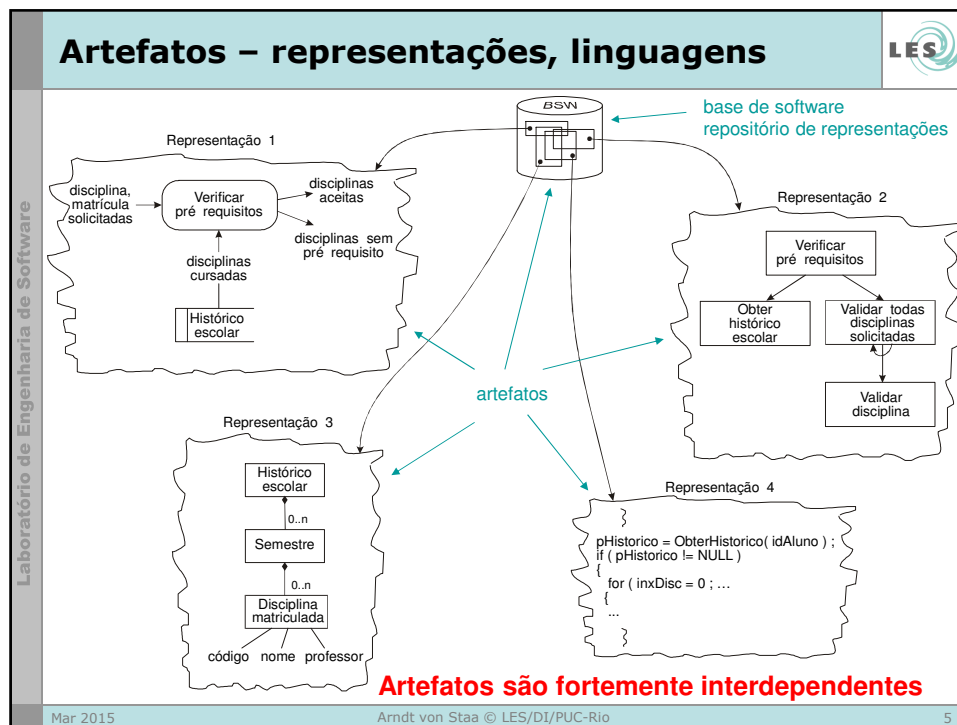 Artefatos – representações, linguagens
LES
Laboratório de Engenharia de Software
BSW
base de software
repositório de representações
Representação 1
disciplina,
matrícula
solicitadas
Verificar
pré requisitos
disciplinas
aceitas
disciplinas sem
pré requisito
disciplinas
cursadas
Histórico
escolar
Representação 2
Verificar
pré requisitos
Obter
histórico
escolar
Validar todas
disciplinas
solicitadas
Validar
disciplina
artefatos
Representação 3
Histórico
escolar
0..n
Semestre
0..n
Disciplina
matriculada
código nome professor
Representação 4
}
pHistorico = ObterHistorico( idAluno ) ;
if ( pHistorico != NULL )
{
for ( inxDisc = 0 ; …
{
...
}
Artefatos são fortemente interdependentes
Mar 2015
Arndt von Staa © LES/DI/PUC-Rio
5